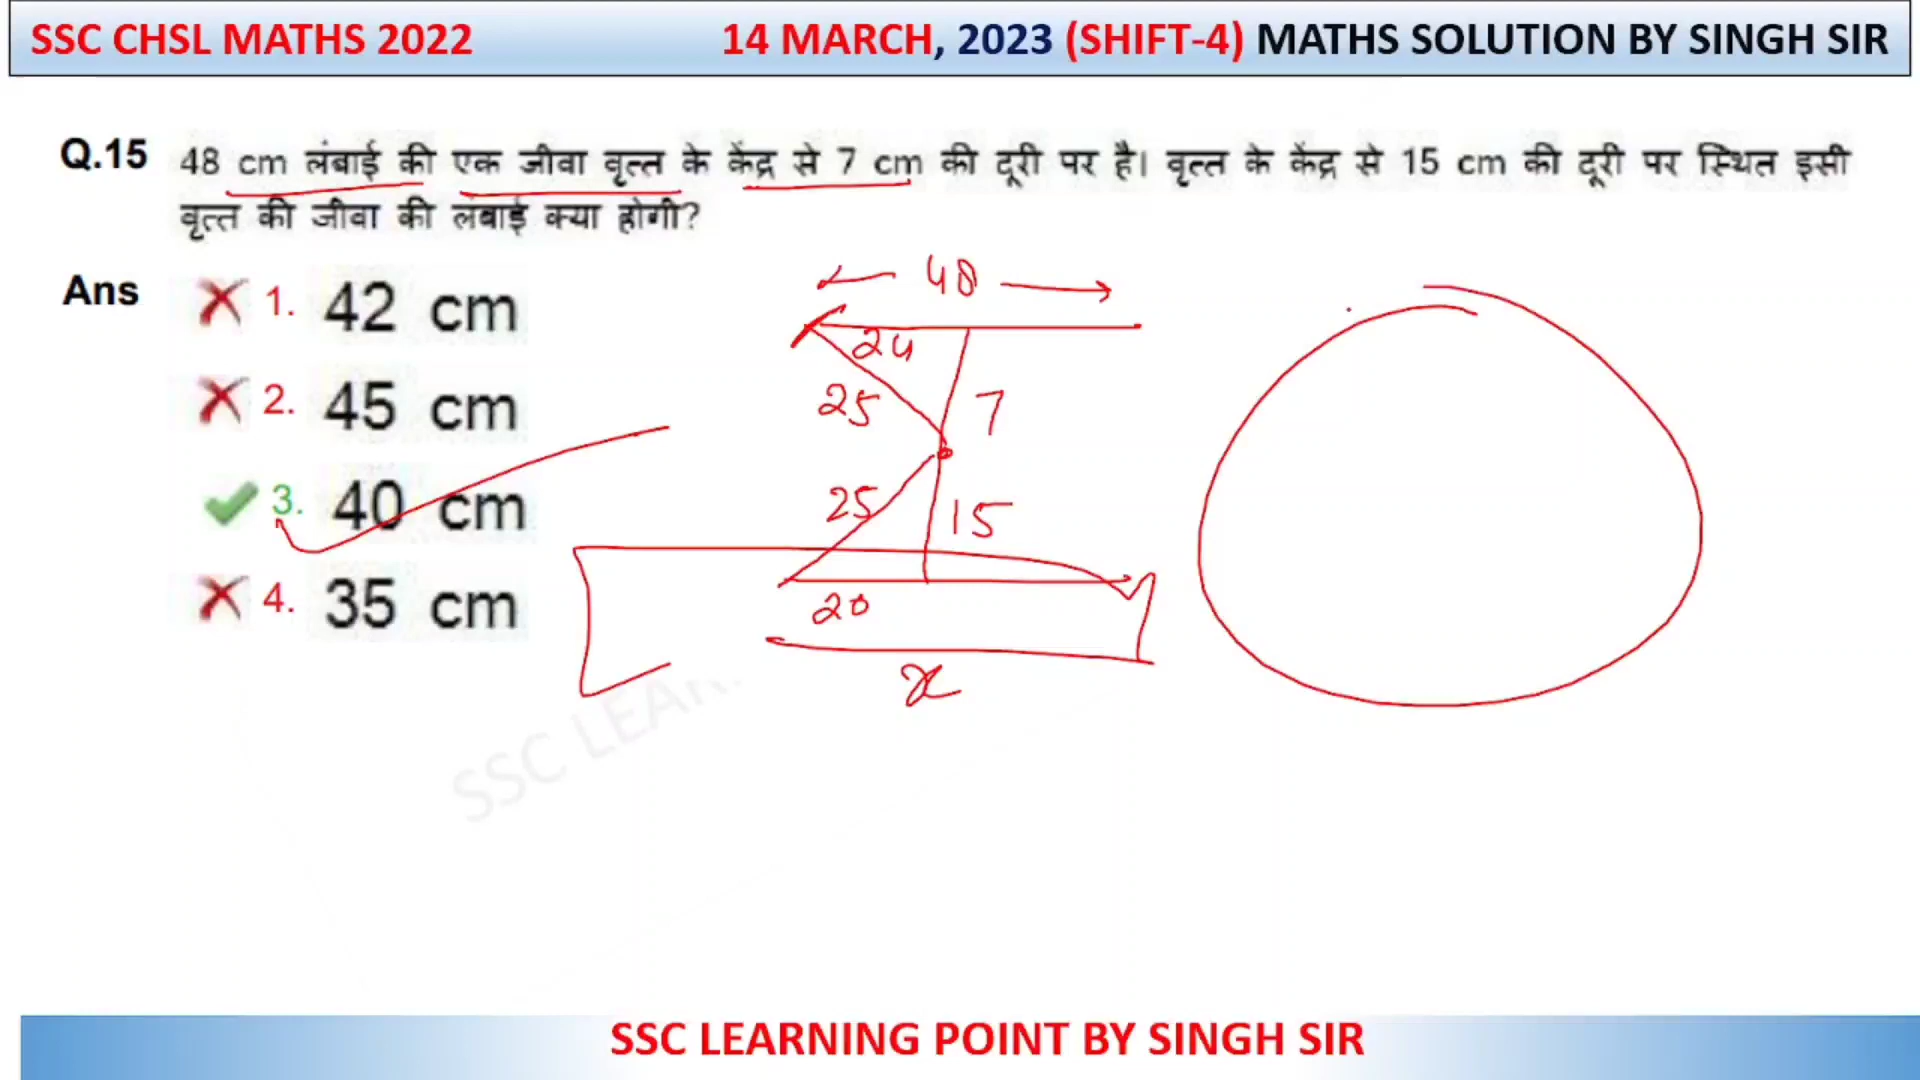 SSC CHSL MATHS 2022 14 MARCH, 2023 (SHIFT-4) MATHS SOLUTION BY SINGH SIR
Q.15 48 cm लंबाई की एक जीवा वृत्त के केंद्र से 7 cm की दूरी पर है। वृत्त के केंद्र से 15 cm की दूरी पर स्थित इसी
वृत्त की जीवा की लंबाई क्या होगी?
Ans 1. 42 cm
2. 45 cm
3. 40 cm
4. 35 cm
48
24
25 7
25 15
20
x
SSC LEAR
SSC LEARNING POINT BY SINGH SIR